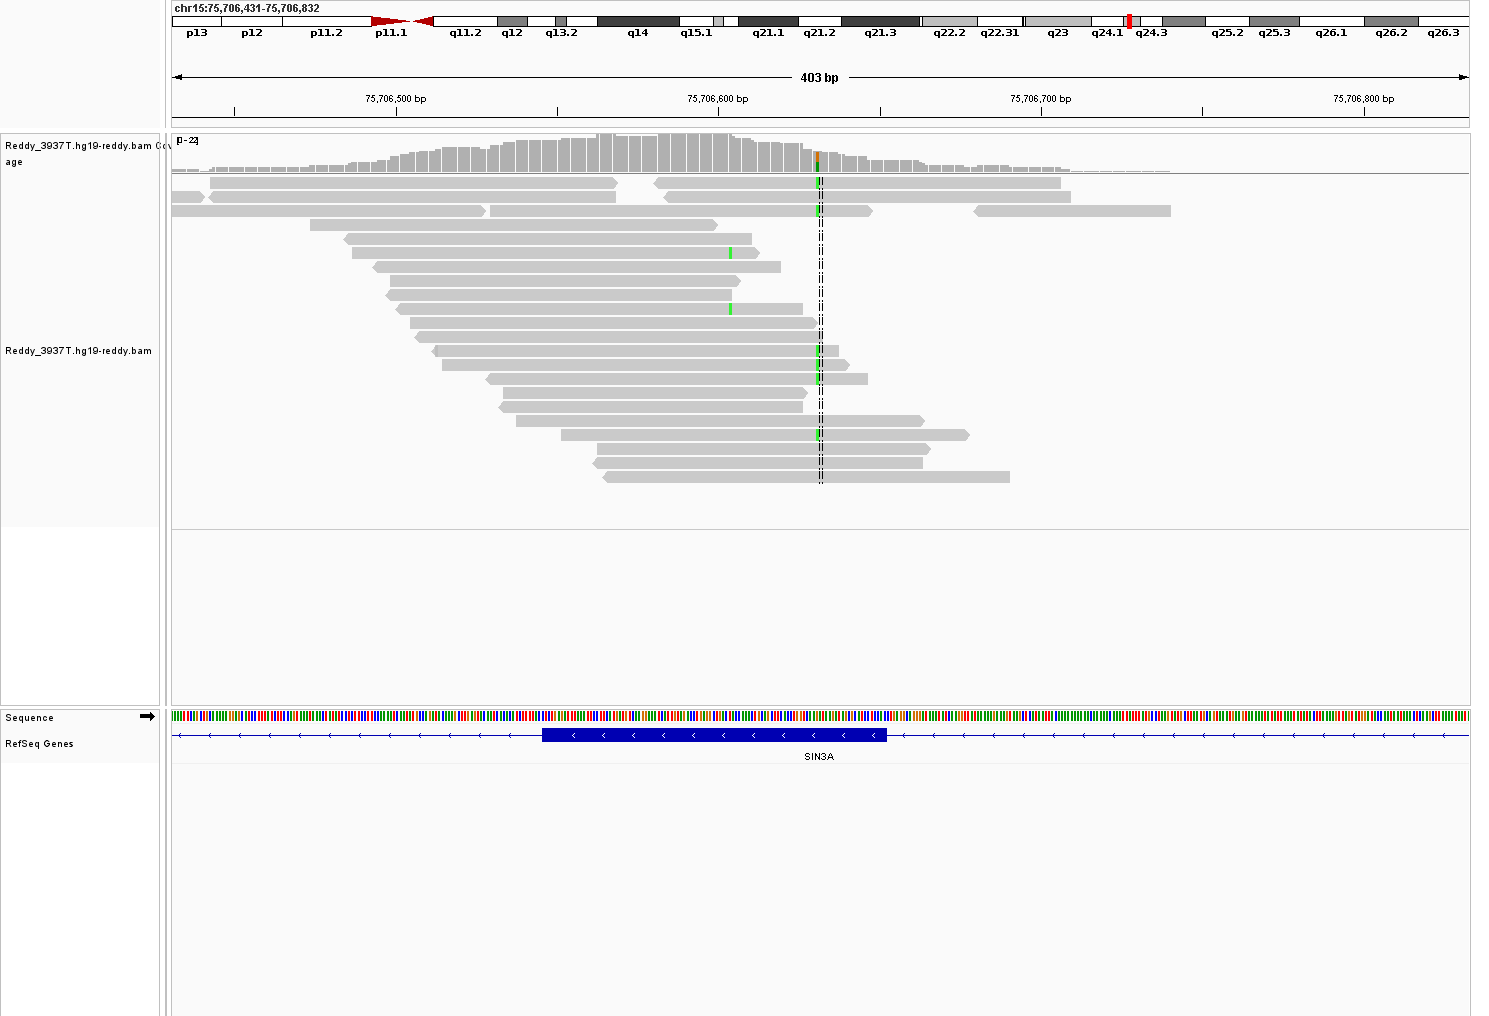 chr15:75,706,431-75,706,832
p13 p12 p11.2 p11.1 q11.2 q12 q13.2 q14 q15.1 q21.1 q21.2 q21.3 q22.2 q22.31 q23 q24.1 q24.3 q25.2 q25.3 q26.1 q26.2 q26.3
403 bp
75,706,500 bp 75,706,600 bp 75,706,700 bp 75,706,800 bp
[0 - 22]
Reddy_3937T.hg19-reddy.bam Cov
age
Reddy_3937T.hg19-reddy.bam
Sequence
RefSeq Genes
SIN3A